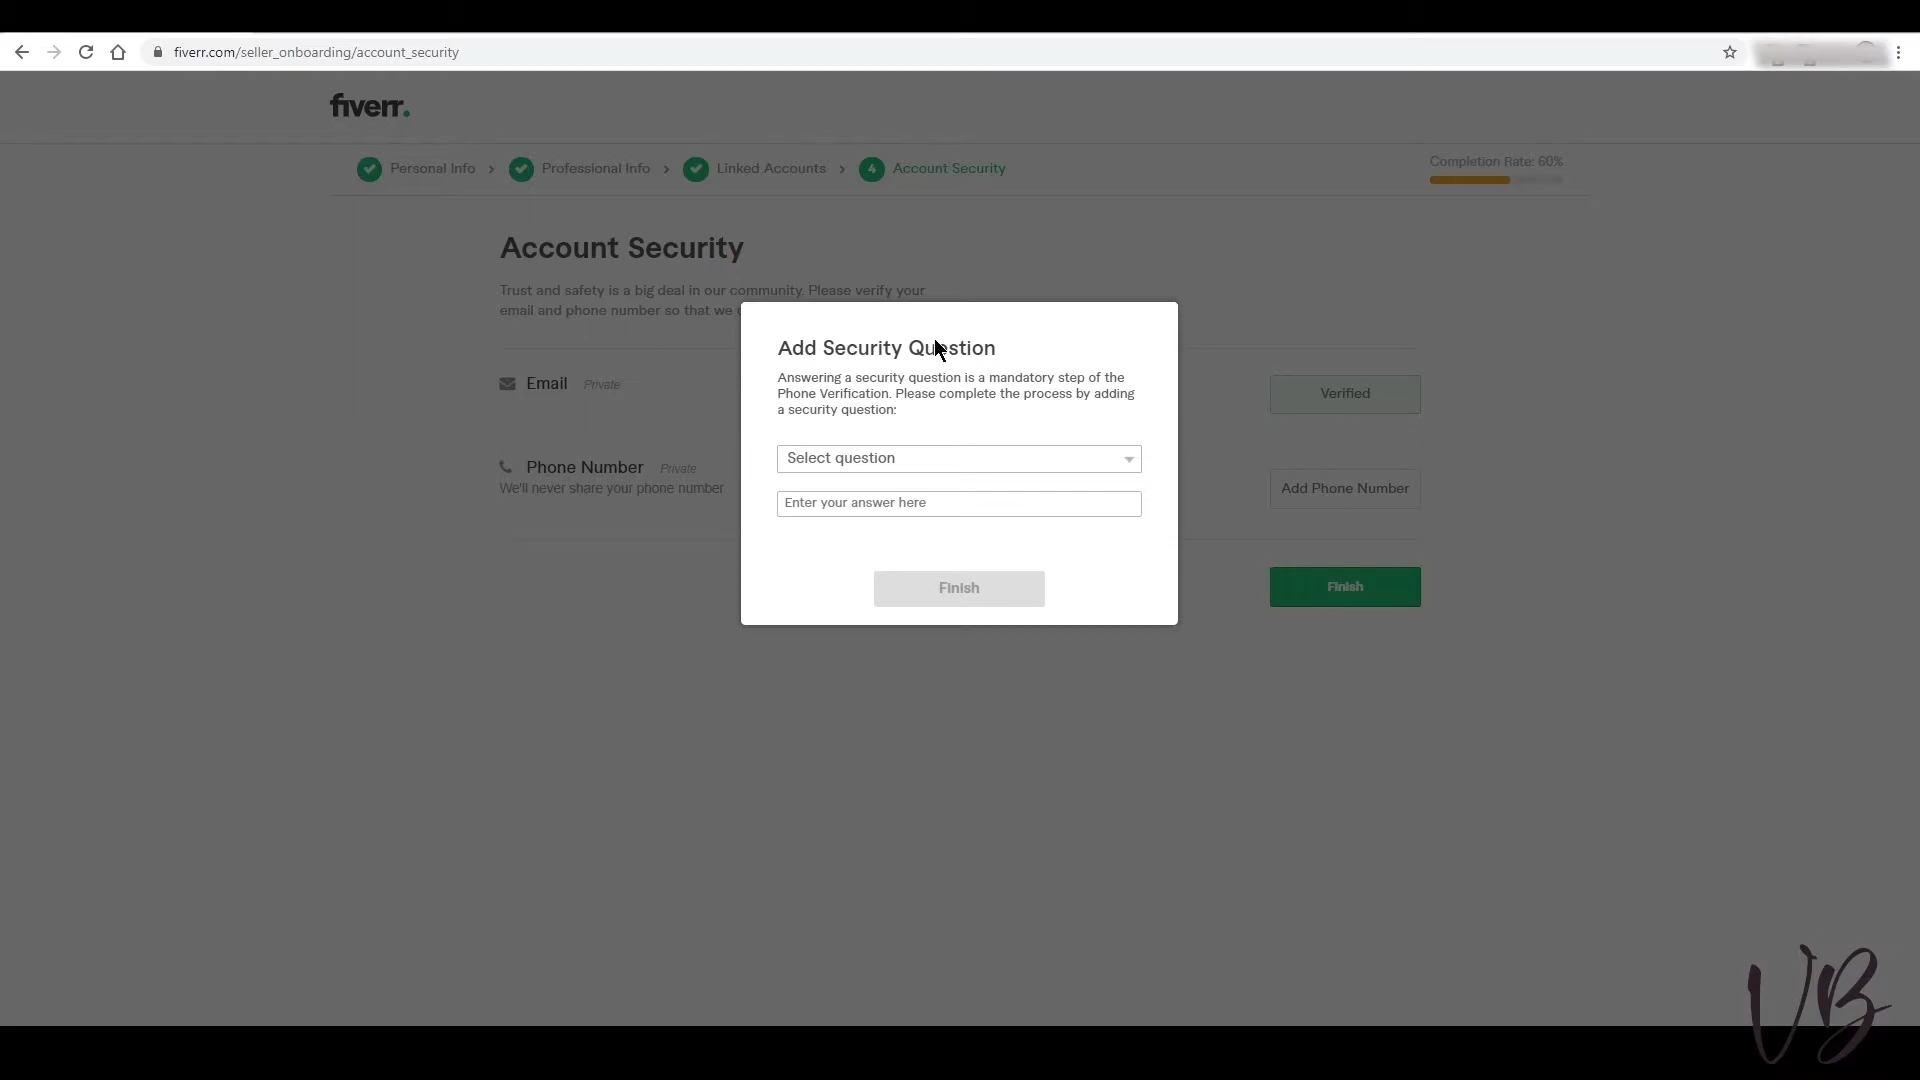 fiverr.com/seller_onboarding/account_security
fiverr.
Personal Info > Professional Info > Linked Accounts > 4 Account Security
Completion Rate: 60%
Account Security
Trust and safety is a big deal in our community. Please verify your
email and phone number so that we
Email Private
Verified
Phone Number Private
We'll never share your phone number.
Add Phone Number
Finish
Add Security Question
Answering a security question is a mandatory step of the
Phone Verification. Please complete the process by adding
a security question:
Select question
Enter your answer here
Finish
VB